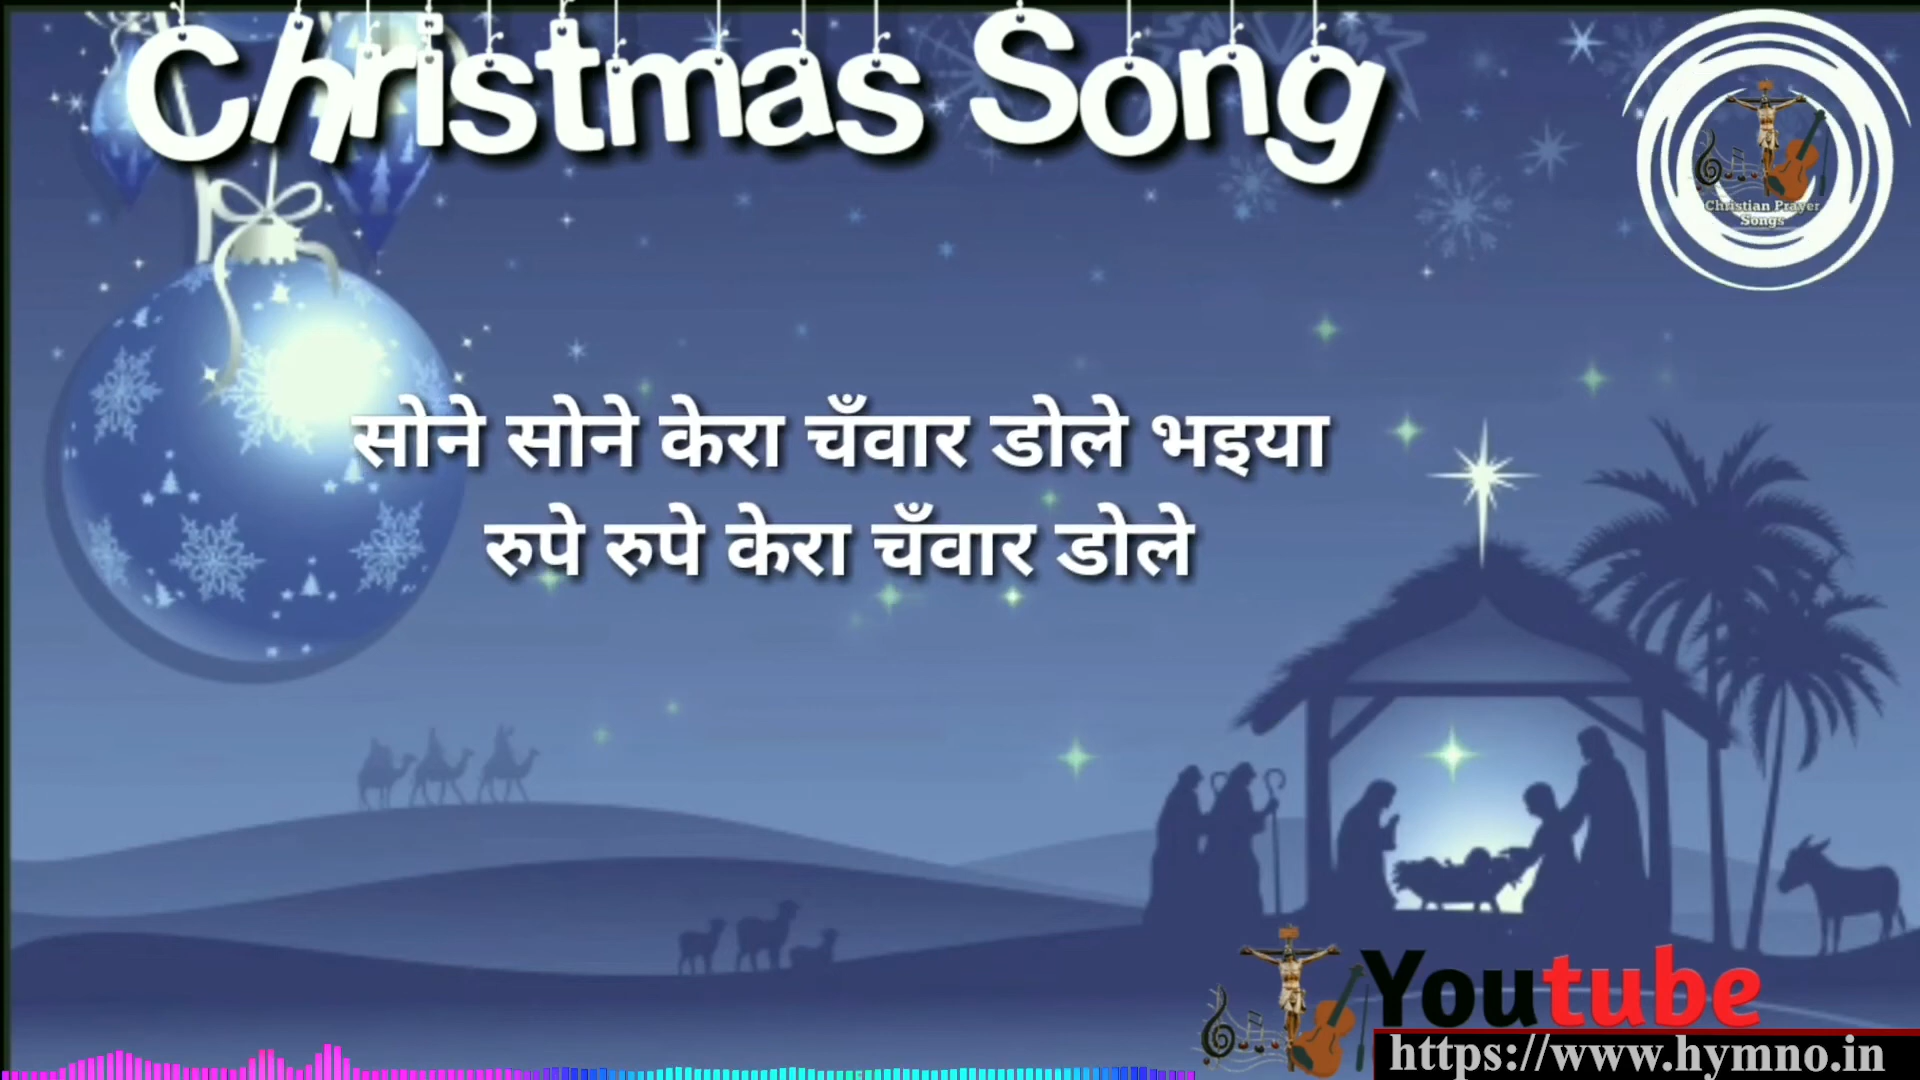 Christmas Song
Christian Prayer
Songs
सोने सोने केरा चँवार डोले भइया
रुपे रुपे केरा चँवार डोले
Youtube
https://www.hymno.in